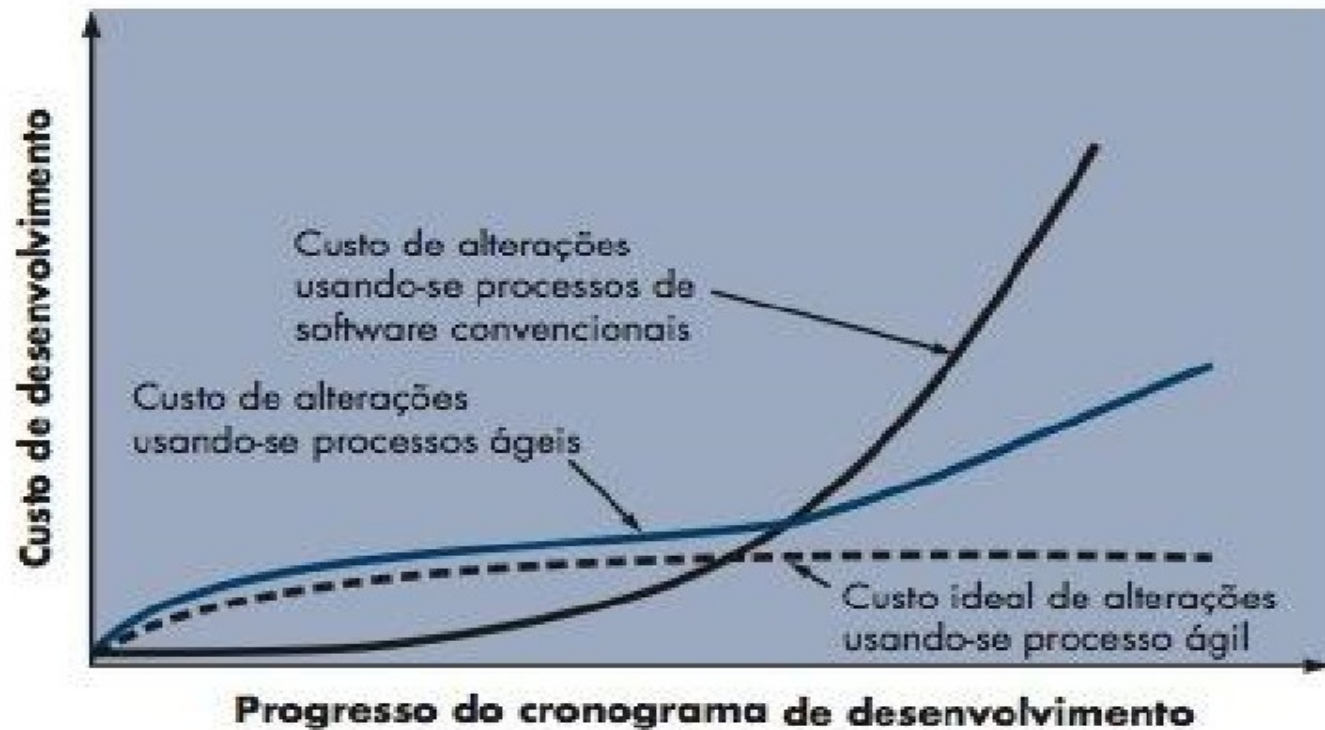 Custo de desenvolvimento
Custo de alterações
usando-se processos de
software convencionais
Custo de alterações
usando-se processos ágeis
Custo ideal de alterações
usando-se processo ágil
Progresso do cronograma de desenvolvimento